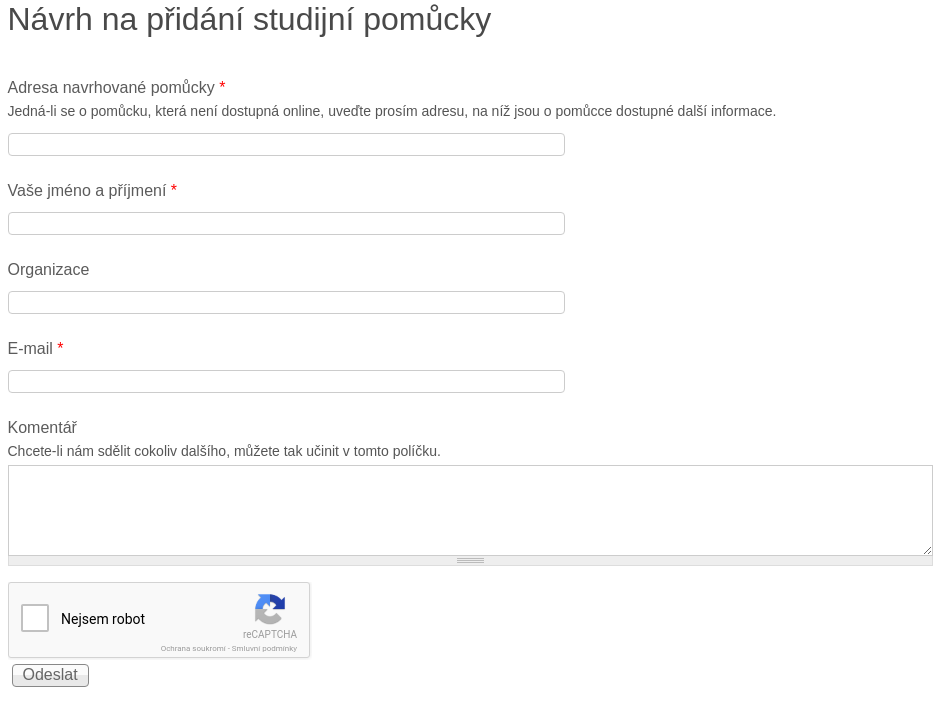 Návrh na přidání studijní pomůcky
Adresa navrhované pomůcky *
Jedná-li se o pomůcku, která není dostupná online, uveďte prosím adresu, na níž jsou o pomůcce dostupné další informace.
Vaše jméno a příjmení *
Organizace
E-mail *
Komentář
Chcete-li nám sdělit cokoliv dalšího, můžete tak učinit v tomto políčku.
Nejsem robot
reCAPTCHA
Ochrana soukromí - Smluvní podmínky
Odeslat